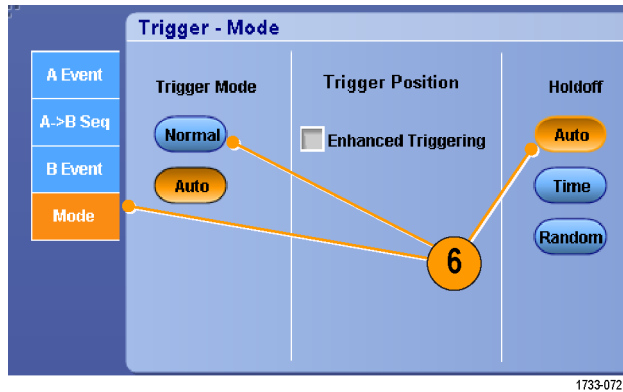 Trigger - Mode
A Event
A->B Seq
B Event
Mode
Trigger Mode
Normal
Auto
Trigger Position
Enhanced Triggering
Holdoff
Auto
Time
Random
6
1733-072